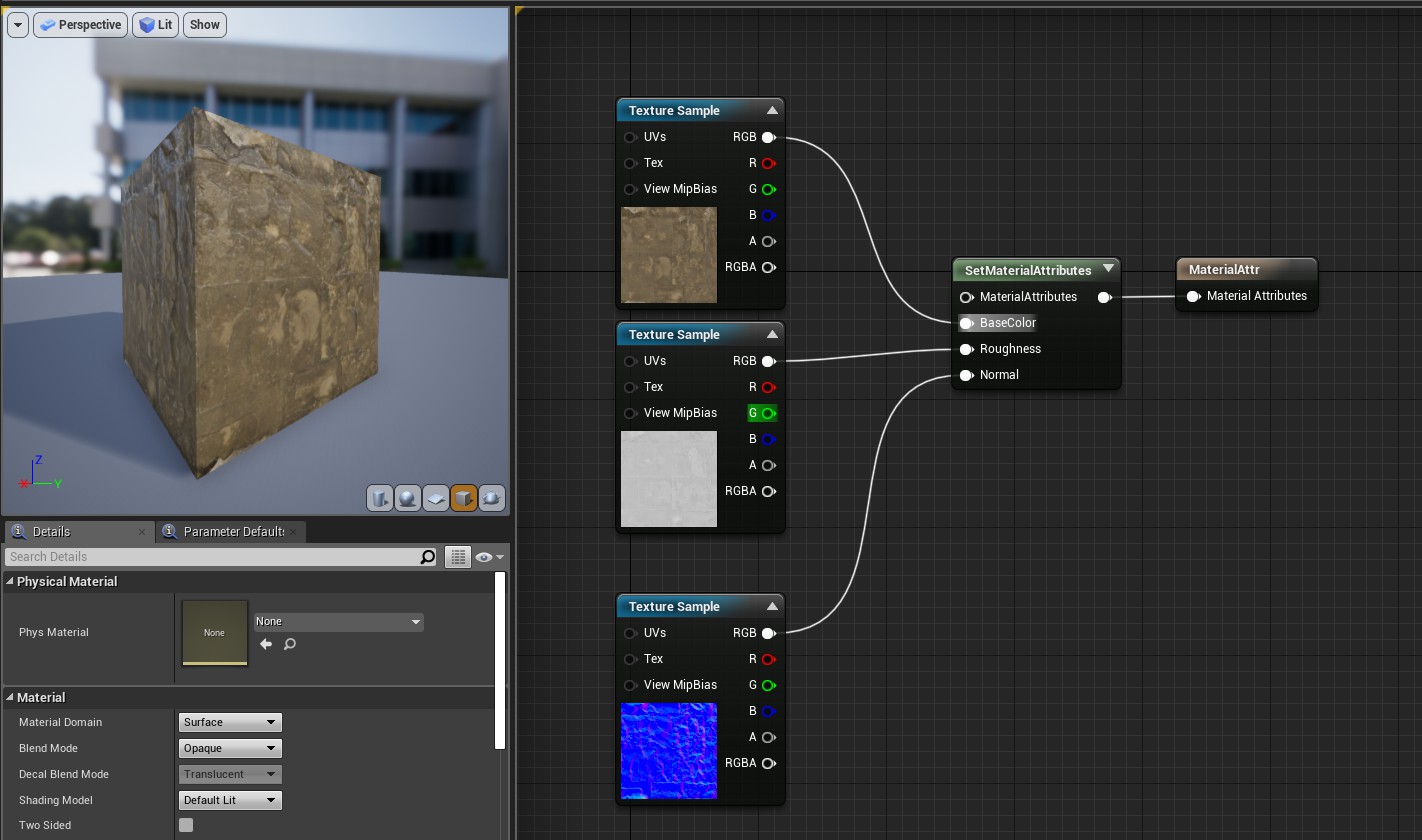 Perspective
Lit
Show
Z
X
Y
Details
Parameter Defaults
Search Details
Physical Material
Phys Material
None
None
Material
Material Domain
Surface
Blend Mode
Opaque
Decal Blend Mode
Translucent
Shading Model
Default Lit
Two Sided
Texture Sample
UVs
RGB
Tex
R
View MipBias
G
B
A
RGBA
Texture Sample
UVs
RGB
Tex
R
View MipBias
G
B
A
RGBA
Texture Sample
UVs
RGB
Tex
R
View MipBias
G
B
A
RGBA
SetMaterialAttributes
MaterialAttributes
BaseColor
Roughness
Normal
MaterialAttr
Material Attributes